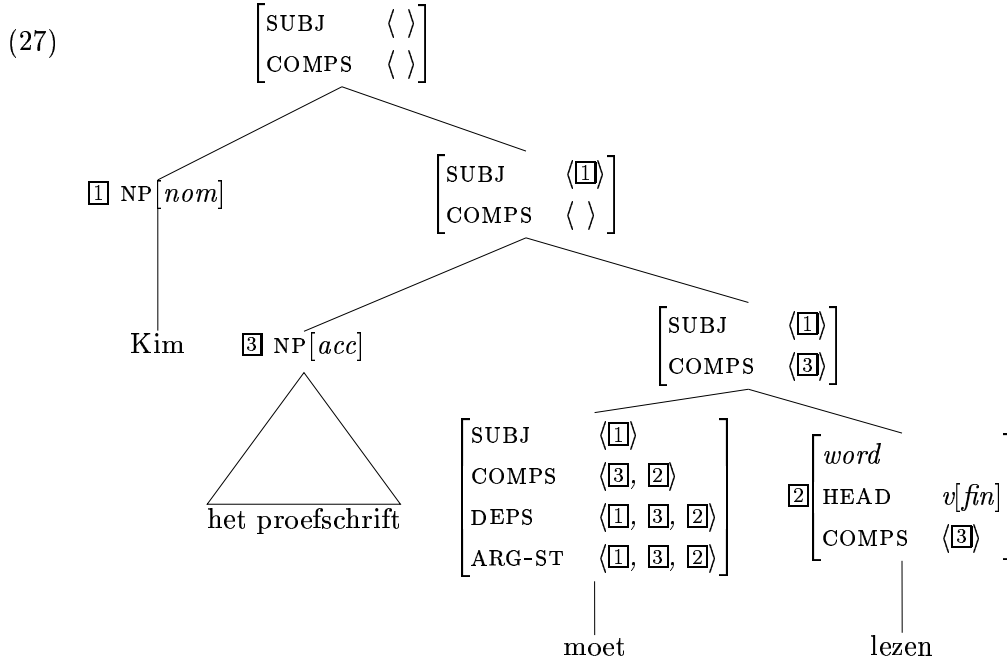 (27)
SUBJ ⟨ ⟩
COMPS ⟨ ⟩
1 NP[nom]
SUBJ ⟨1⟩
COMPS ⟨ ⟩
Kim
3 NP[acc]
SUBJ ⟨1⟩
COMPS ⟨3⟩
het proefschrift
SUBJ ⟨1⟩
COMPS ⟨3, 2⟩
DEPS ⟨1, 3, 2⟩
ARG-ST ⟨1, 3, 2⟩
moet
2
word
HEAD v[fin]
COMPS ⟨3⟩
lezen